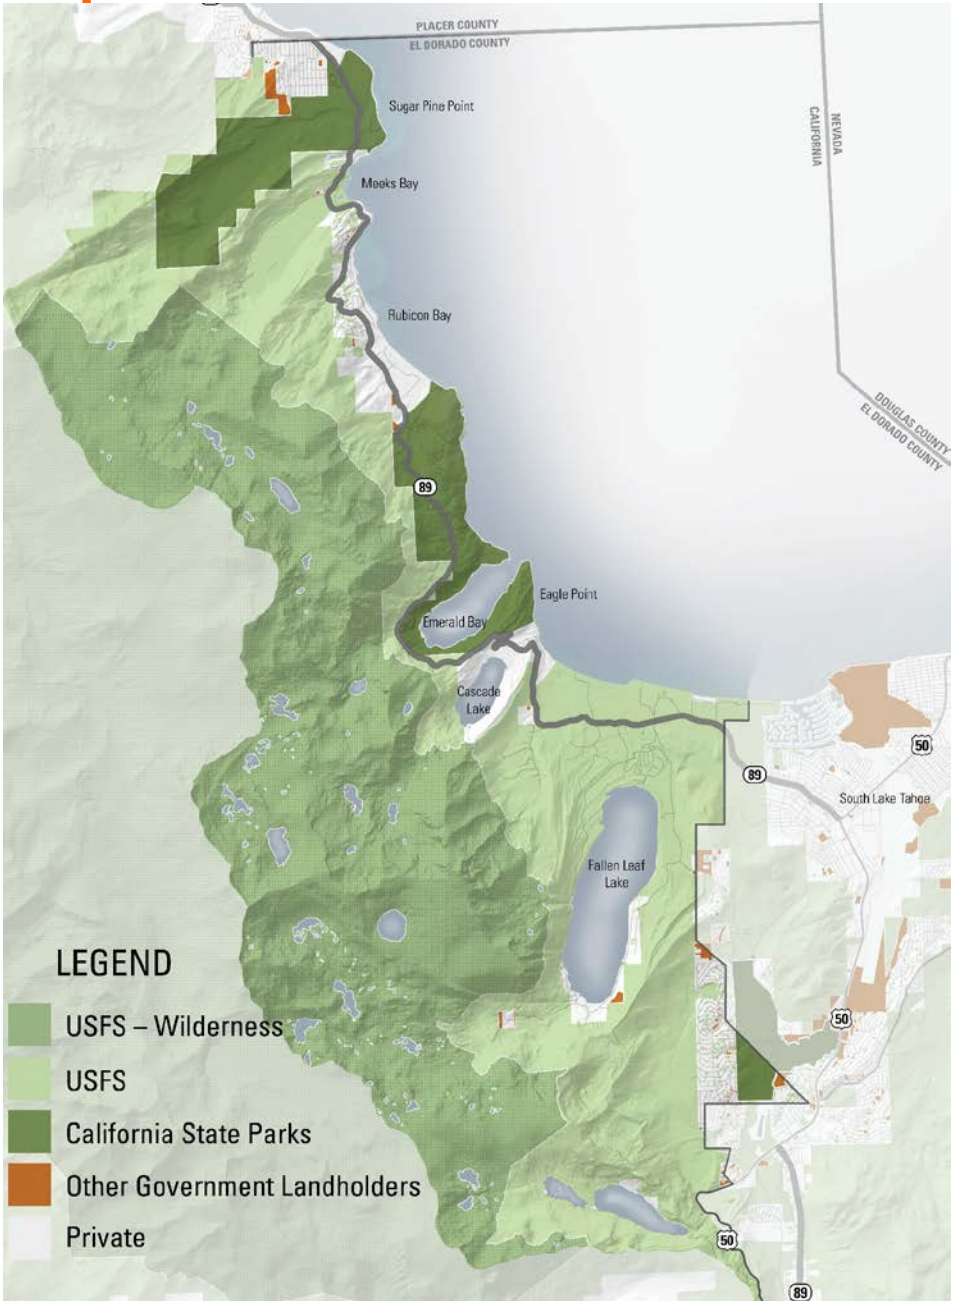 PLACER COUNTY
EL DORADO COUNTY
Sugar Pine Point
NEVADA
CALIFORNIA
Meeks Bay
Rubicon Bay
DOUGLAS COUNTY
EL DORADO COUNTY
89
Eagle Point
Emerald Bay
Cascade
Lake
50
89
South Lake Tahoe
Fallen Leaf
Lake
LEGEND
USFS – Wilderness
50
USFS
California State Parks
Other Government Landholders
Private
50
89